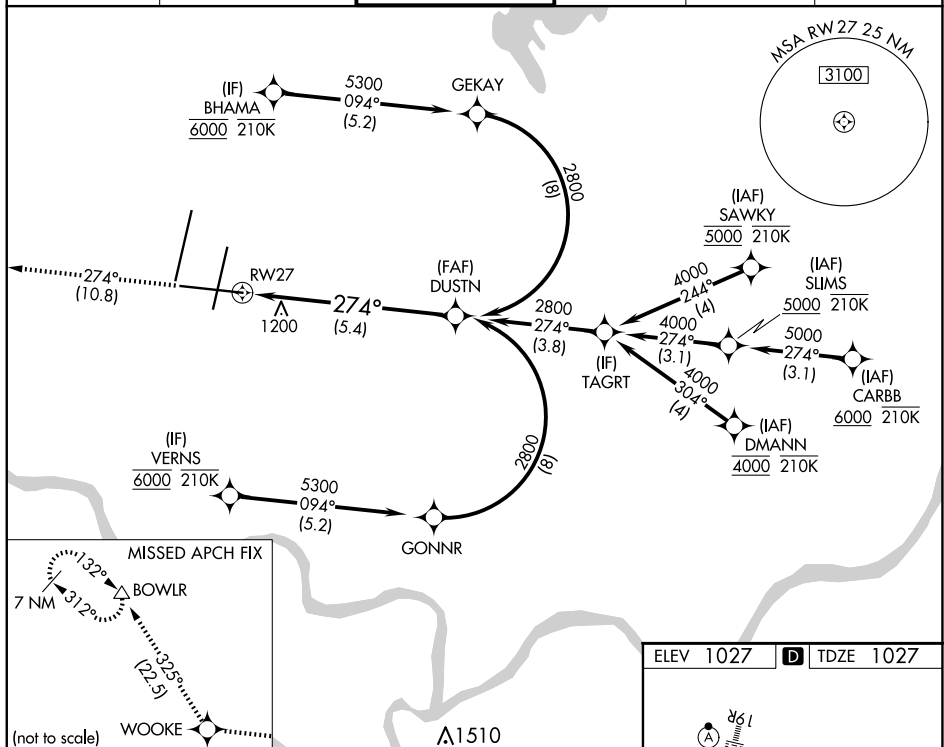 MSA RW 27 25 NM
3100
(IF)
BHAMA
6000 210K
5300
094°
(5.2)
GEKAY
2800
(8)
(IAF)
SAWKY
5000 210K
4000
244°
(4)
(IAF)
SLIMS
5000 210K
274°
(10.8)
RW27
1200
274°
(5.4)
(FAF)
DUSTN
2800
274°
(3.8)
(IF)
TAGRT
4000
274°
(3.1)
5000
274°
(3.1)
(IAF)
CARBB
6000 210K
4000
304°
(4)
(IAF)
DMANN
4000 210K
(IF)
VERNS
6000 210K
5300
094°
(5.2)
GONNR
2800
(8)
MISSED APCH FIX
132°
BOWLR
7 NM
312°
325°
(22.5)
WOOKE
(not to scale)
1510
ELEV 1027 D TDZE 1027
19R
A